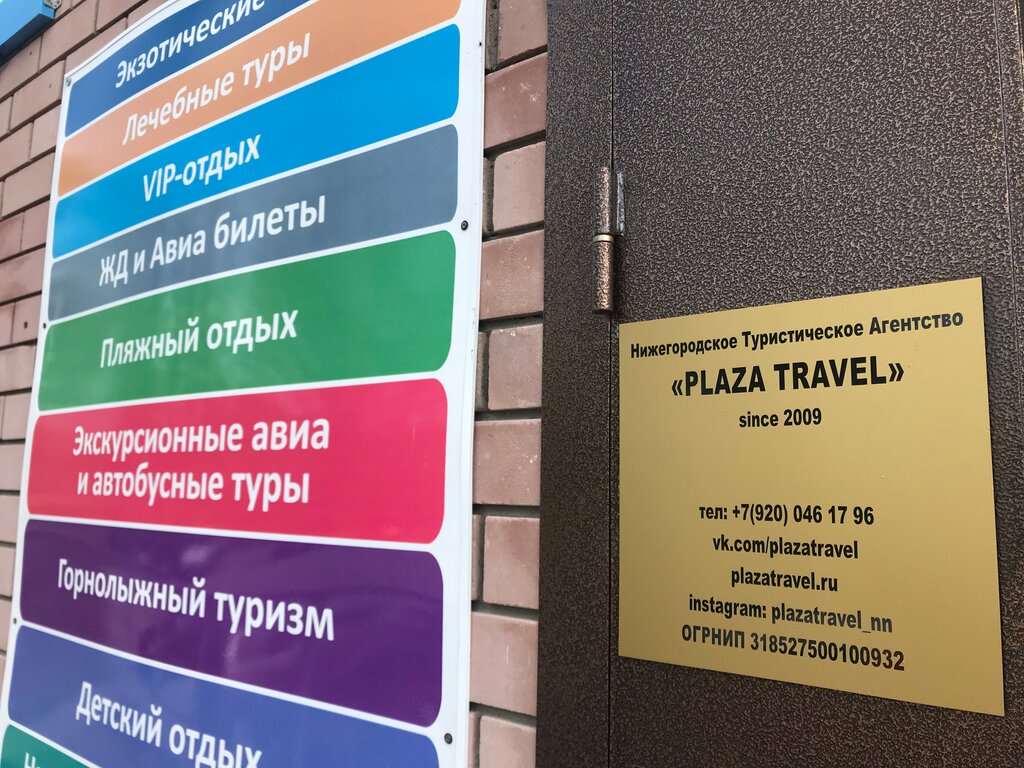 Экзотические
Лечебные туры
VIP-отдых
ЖД и Авиа билеты
Пляжный отдых
Экскурсионные авиа
и автобусные туры
Горнолыжный туризм
Детский отдых
Нижегородское Туристическое Агентство
«PLAZA TRAVEL»
since 2009
тел: +7(920) 046 17 96
vk.com/plazatravel
plazatravel.ru
instagram: plazatravel_nn
ОГРНИП 318527500100932